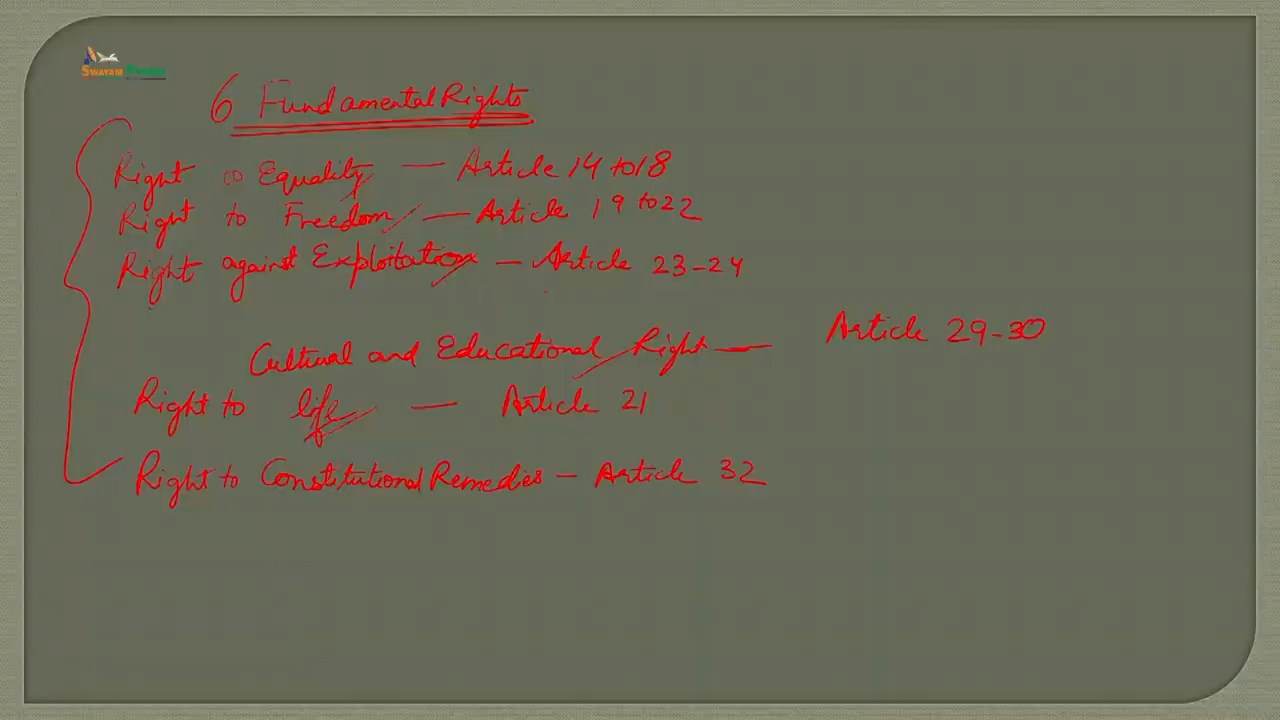 SWAYAM PRABHA
6 Fundamental Rights
Right to Equality — Article 14 to 18
Right to Freedom — Article 19 to 22
Right against Exploitation — Article 23-24
Cultural and Educational Right — Article 29-30
Right to life — Article 21
Right to Constitutional Remedies — Article 32